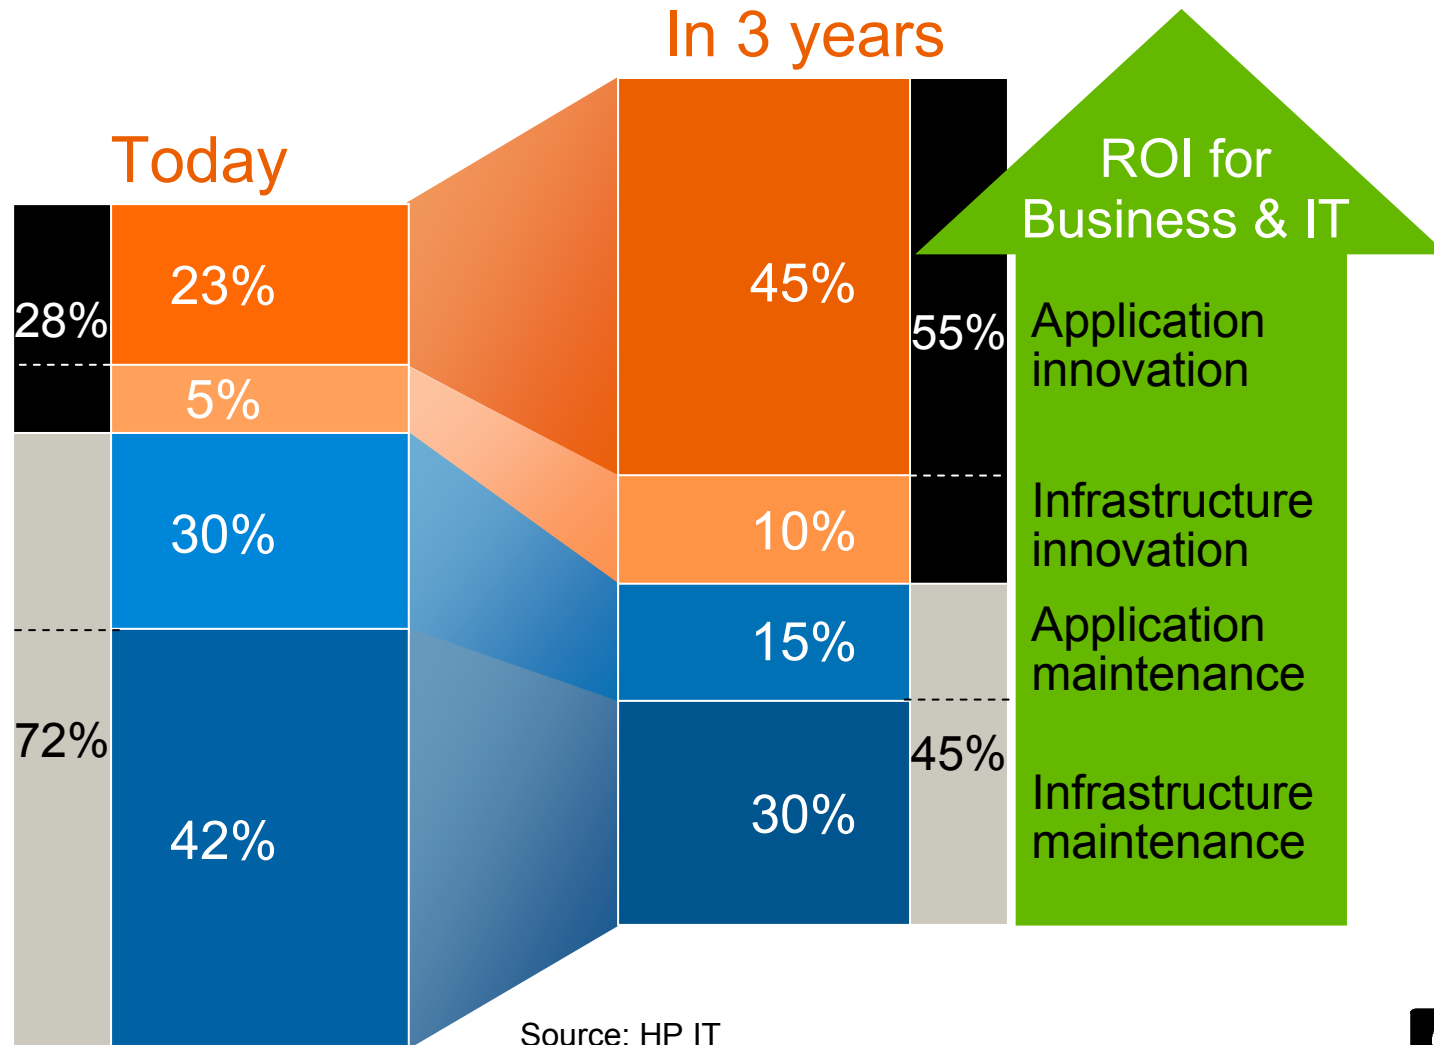 In 3 years
Today
ROI for
Business & IT
28%
23%
5%
30%
72%
42%
45%
10%
15%
30%
55%
45%
Application
innovation
Infrastructure
innovation
Application
maintenance
Infrastructure
maintenance
Source: HP IT